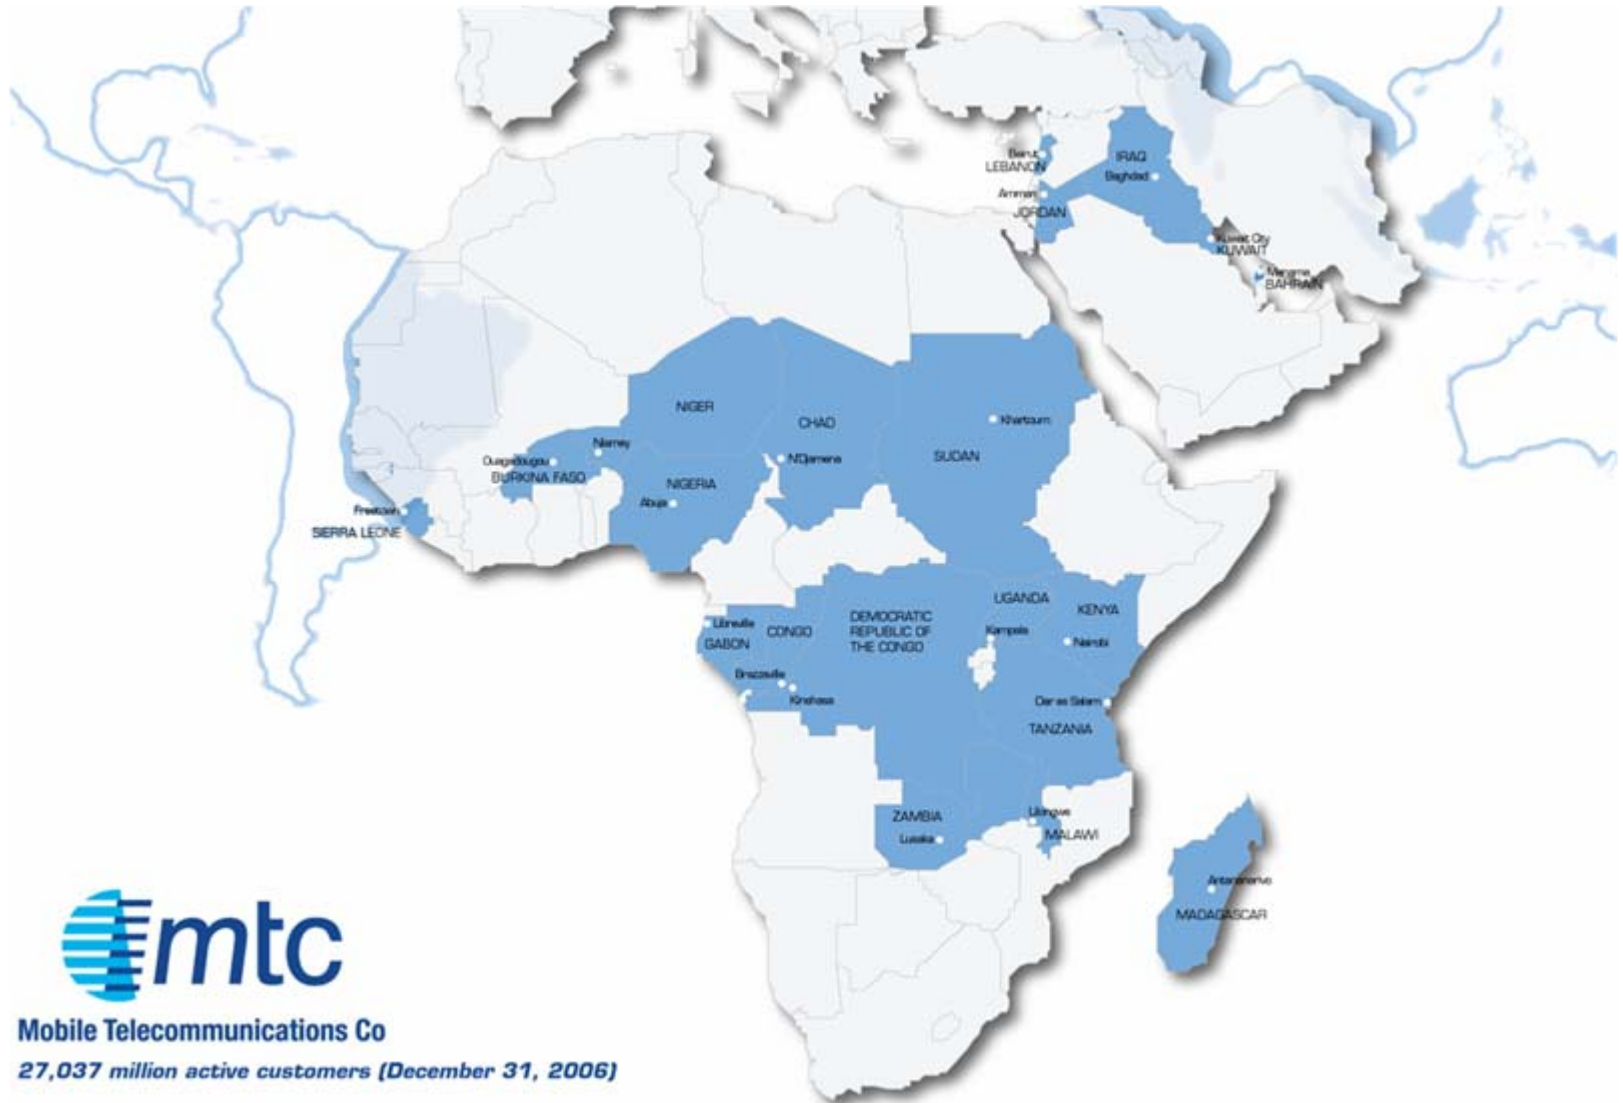 Beirut
LEBANON
IRAQ
Baghdad
Amman
JORDAN
Kuwait City
KUWAIT
Manama
BAHRAIN
NIGER
CHAD
Khartoum
Niamey
Ouagadougou
BURKINA FASO
N'Djamena
SUDAN
NIGERIA
Abuja
Freetown
SIERRA LEONE
UGANDA
KENYA
DEMOCRATIC
REPUBLIC OF
THE CONGO
Libreville
CONGO
GABON
Kampala
Nairobi
Brazzaville
Kinshasa
Dar es Salam
TANZANIA
ZAMBIA
Lusaka
Lilongwe
MALAWI
Antananarivo
MADAGASCAR
mtc
Mobile Telecommunications Co
27,037 million active customers (December 31, 2006)